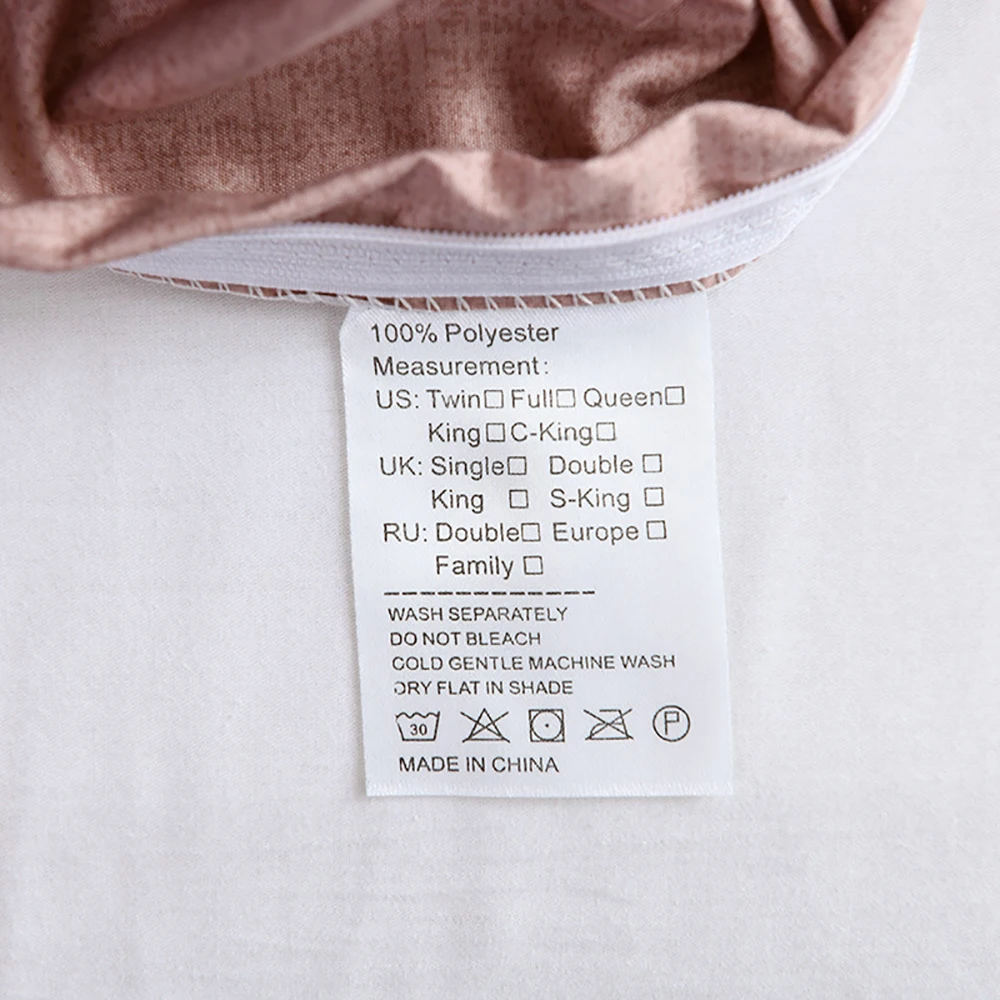 100% Polyester
Measurement:
US: Twin□ Full□ Queen□
King□ C-King□
UK: Single□ Double □
King □ S-King □
RU: Double□ Europe □
Family □
WASH SEPARATELY
DO NOT BLEACH
COLD GENTLE MACHINE WASH
DRY FLAT IN SHADE
30 P
MADE IN CHINA